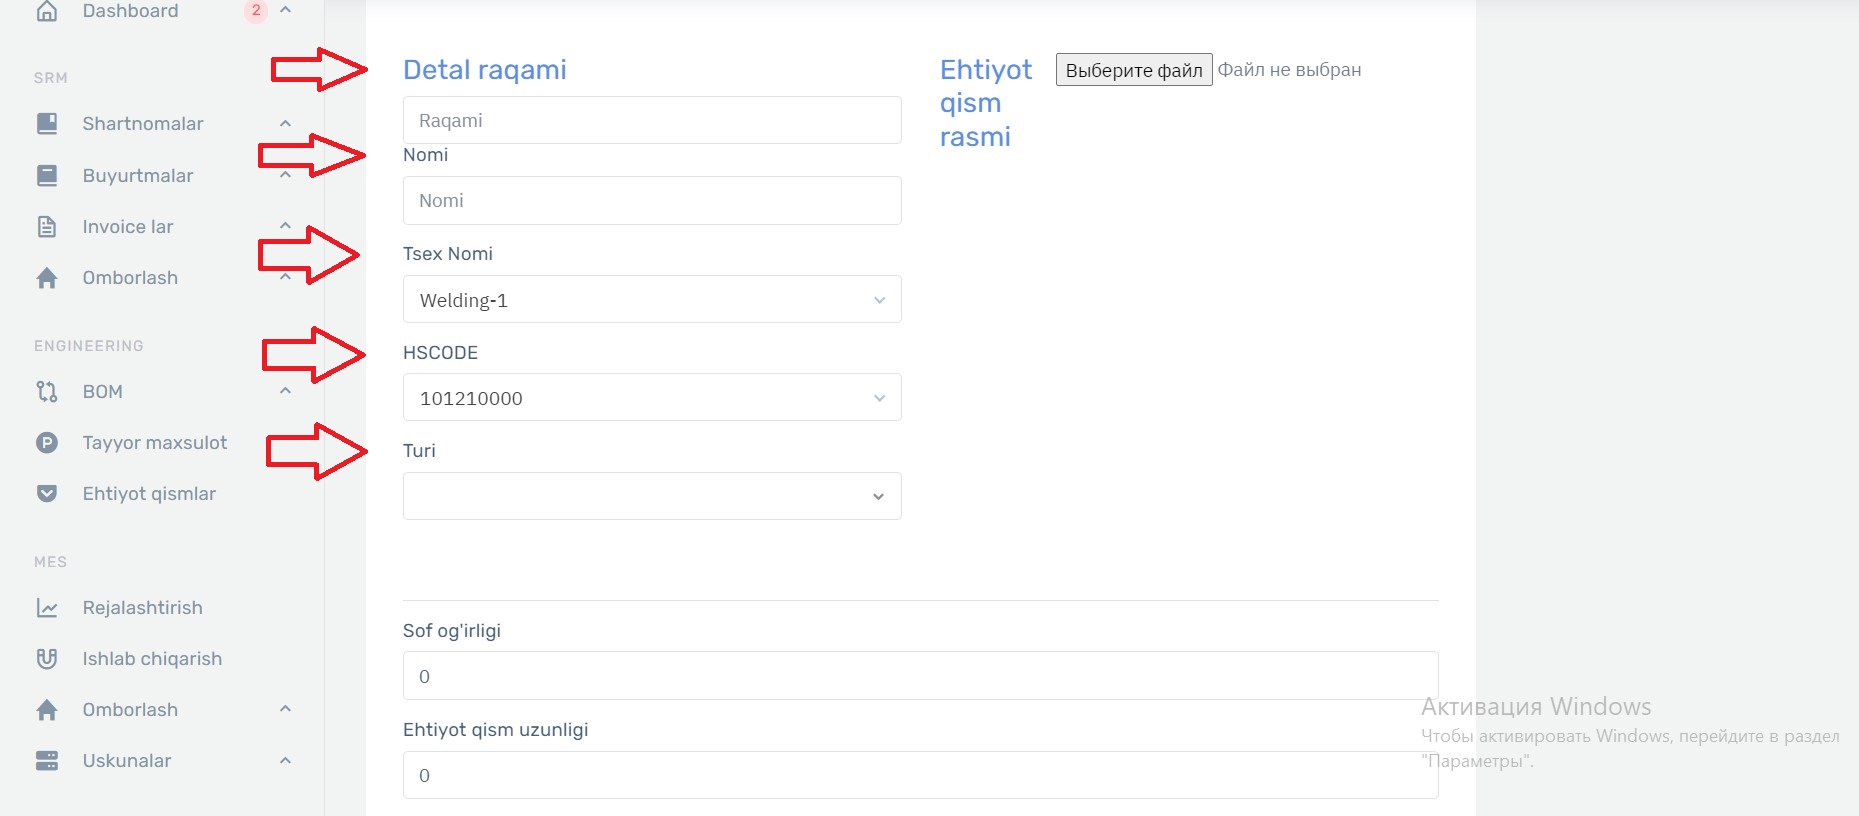 Dashboard
2
SRM
Shartnomalar
Buyurtmalar
Invoice lar
Omborlash
ENGINEERING
BOM
Tayyor maxsulot
Ehtiyot qismlar
MES
Rejalashtirish
Ishlab chiqarish
Omborlash
Uskunalar
Detal raqami
Raqami
Nomi
Nomi
Tsex Nomi
Welding-1
HSCODE
101210000
Turi
Ehtiyot
qism
rasmi
Выберите файл Файл не выбран
Sof og'irligi
0
Ehtiyot qism uzunligi
0
Активация Windows
Чтобы активировать Windows, перейдите в раздел
"Параметры".